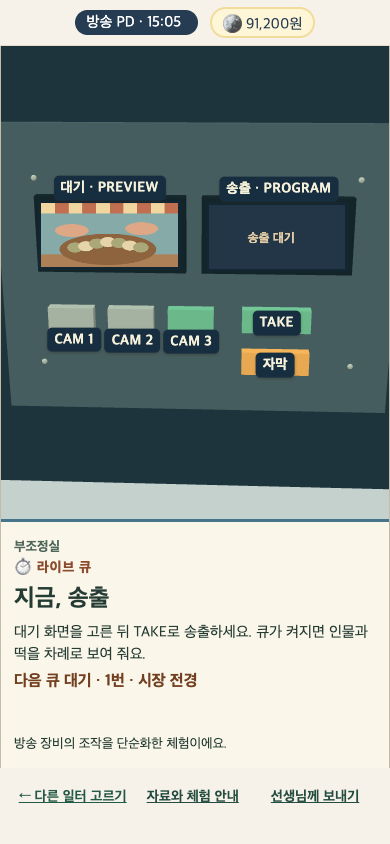 방송 PD · 15:05
91,200원
대기 · PREVIEW
송출 · PROGRAM
송출 대기
CAM 1
CAM 2
CAM 3
TAKE
자막
부조정실
라이브 큐
지금, 송출
대기 화면을 고른 뒤 TAKE로 송출하세요. 큐가 켜지면 인물과
떡을 차례로 보여 줘요.
다음 큐 대기 · 1번 · 시장 전경
방송 장비의 조작을 단순화한 체험이에요.
← 다른 일터 고르기
자료와 체험 안내
선생님께 보내기